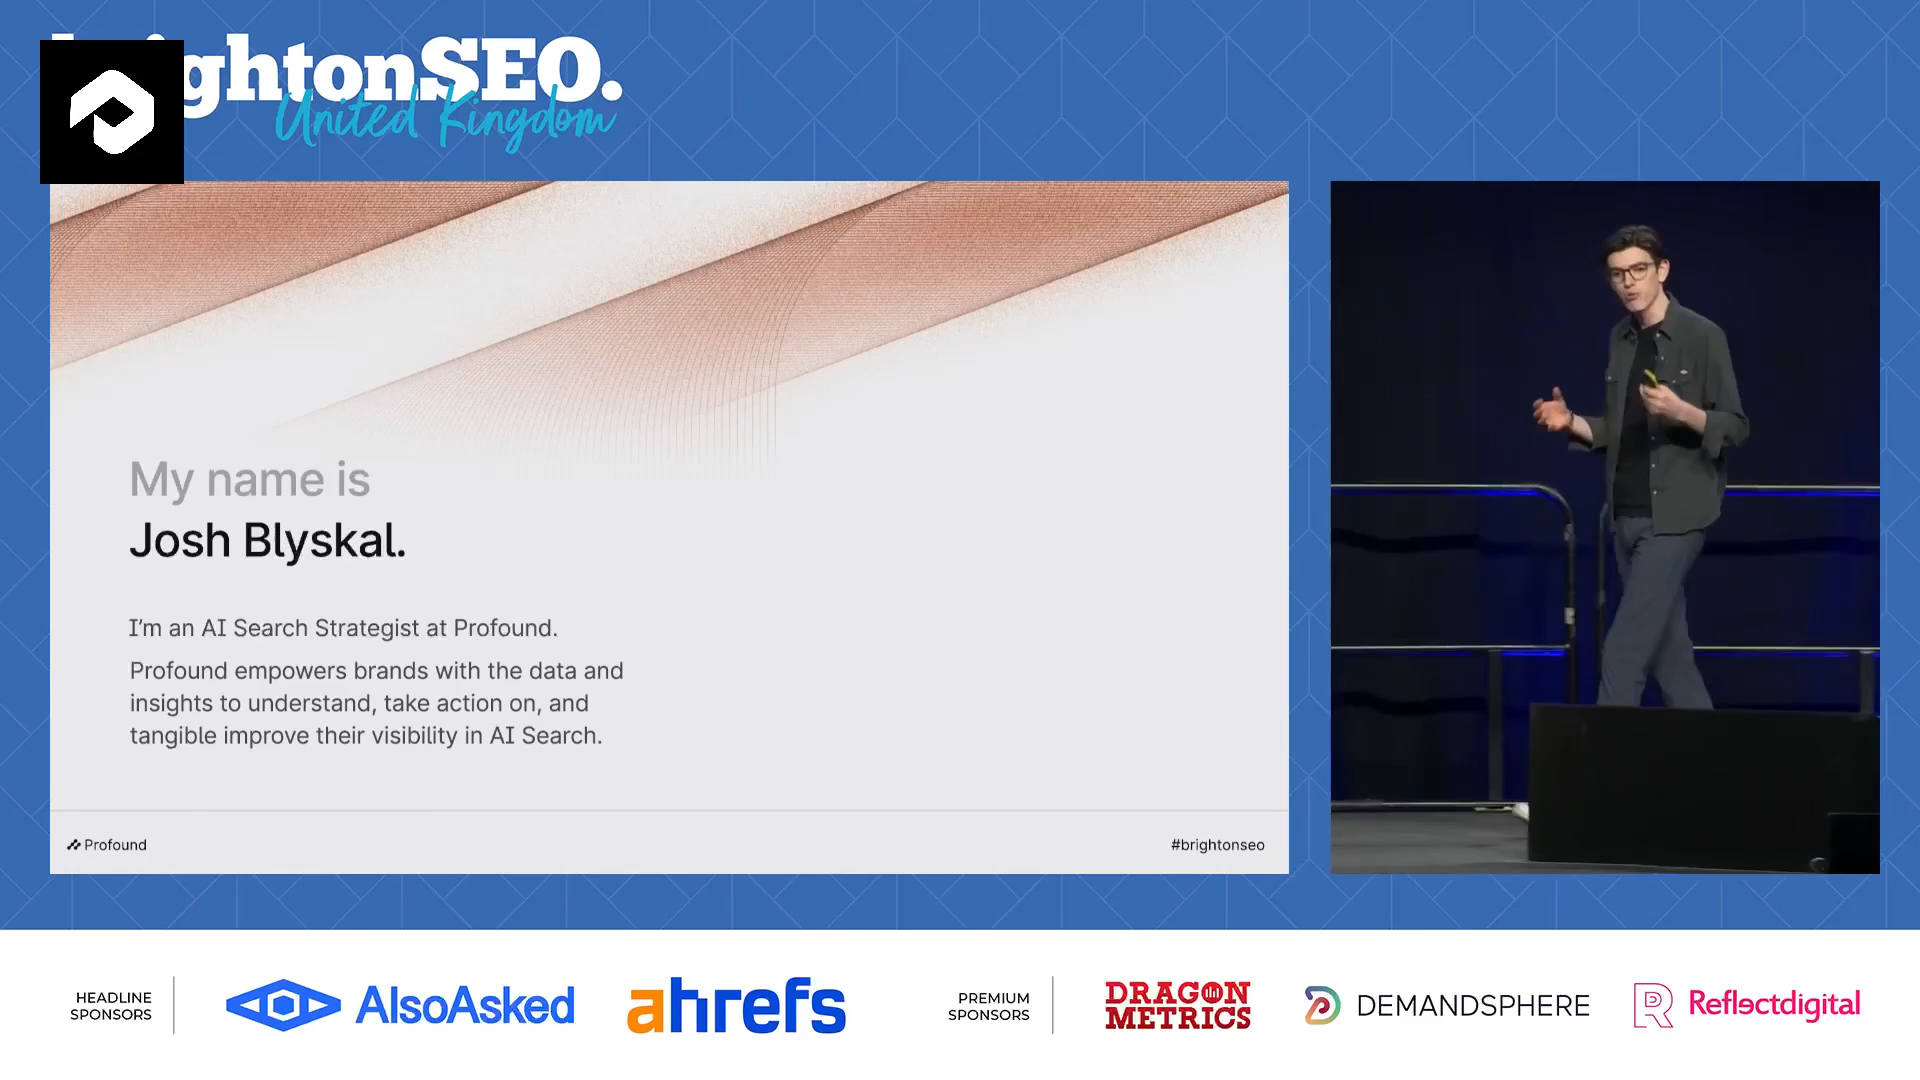 ghtonSEO.
United Kingdom
My name is
Josh Blyskal.
I'm an AI Search Strategist at Profound.
Profound empowers brands with the data and
insights to understand, take action on, and
tangible improve their visibility in AI Search.
Profound
#brightonseo
HEADLINE
SPONSORS
AlsoAsked
ahrefs
PREMIUM
SPONSORS
DRAGON
METRICS
DEMANDSPHERE
Reflectdigital